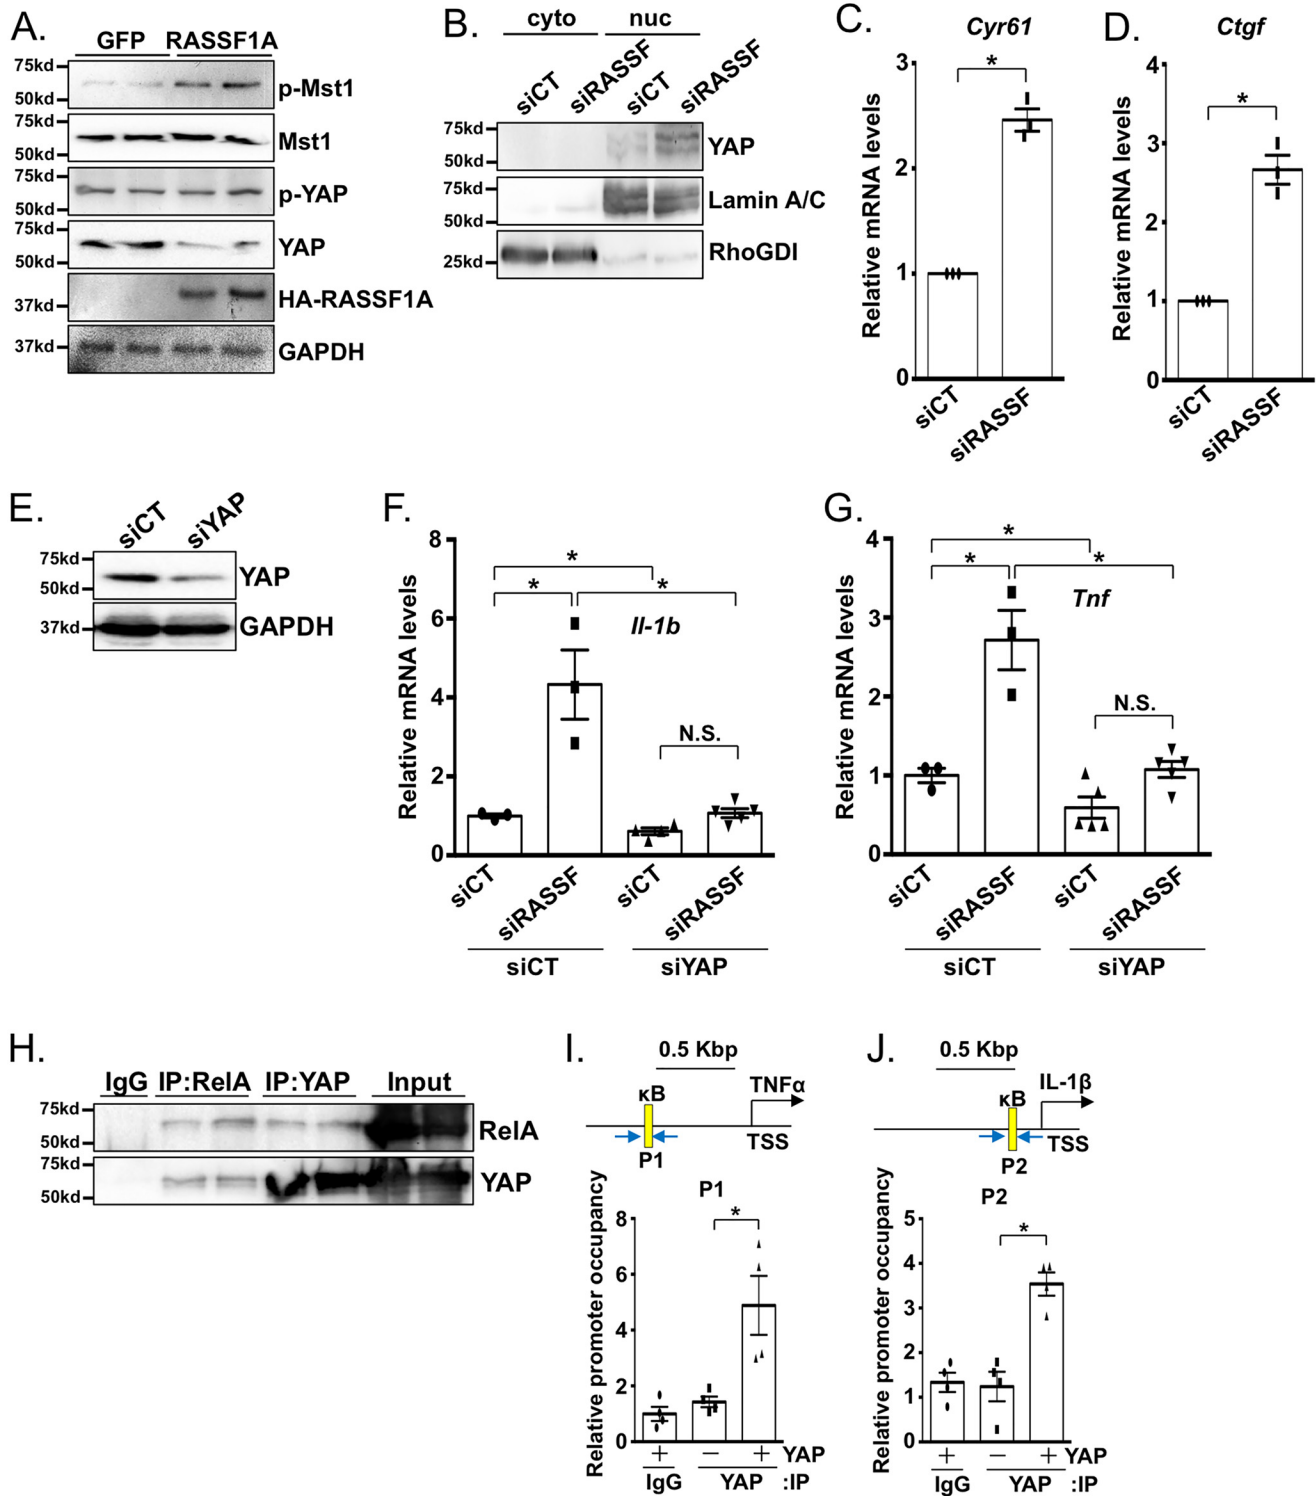 A.
GFP RASSF1A
75kd
50kd
p-Mst1
75kd
50kd
Mst1
75kd
50kd
p-YAP
75kd
50kd
YAP
37kd
HA-RASSF1A
37kd
GAPDH
B.
cyto nuc
siCT siRASSF siCT siRASSF
75kd
50kd
YAP
75kd
50kd
Lamin A/C
25kd
RhoGDI
C.
Cyr61
Relative mRNA levels
3
2
1
0
*
siCT siRASSF
D.
Ctgf
Relative mRNA levels
4
3
2
1
0
*
siCT siRASSF
E.
siCT siYAP
75kd
50kd
YAP
37kd
GAPDH
F.
Relative mRNA levels
8
6
4
2
0
*
* *
Il-1b
N.S.
siCT siRASSF siCT siRASSF
siCT siYAP
G.
Relative mRNA levels
4
3
2
1
0
*
* *
Tnf
N.S.
siCT siRASSF siCT siRASSF
siCT siYAP
H.
IgG IP:RelA IP:YAP Input
75kd
50kd
RelA
75kd
50kd
YAP
I.
0.5 Kbp
κB
TNFα
TSS
P1
P1
Relative promoter occupancy
8
6
4
2
0
*
+ − + YAP
IgG YAP :IP
J.
0.5 Kbp
κB
IL-1β
TSS
P2
P2
Relative promoter occupancy
5
4
3
2
1
0
*
+ − + YAP
IgG YAP :IP